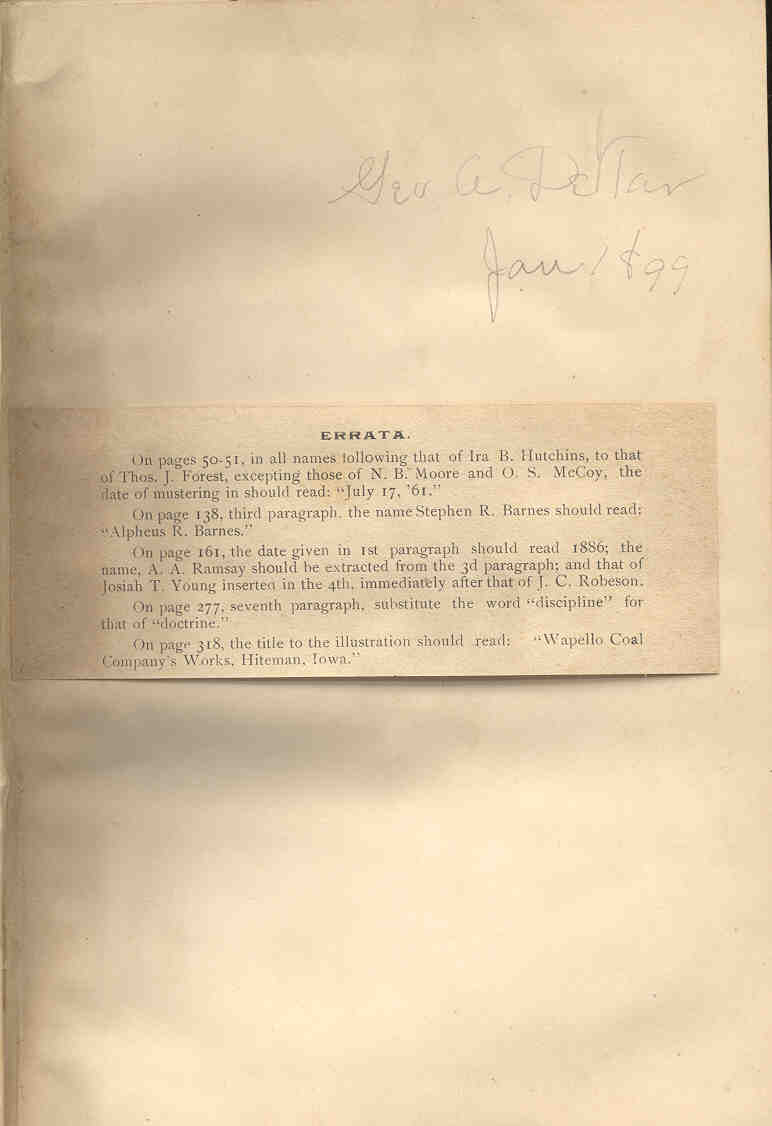 Geo. A. DeTar
Jan 1899
ERRATA.
On pages 50-51, in all names following that of Ira B. Hutchins, to that
of Thos. J. Forest, excepting those of N. B. Moore and O. S. McCoy, the
date of mustering in should read: “July 17, ’61.”
On page 138, third paragraph, the name Stephen R. Barnes should read:
“Alpheus R. Barnes.”
On page 161, the date given in 1st paragraph should read 1886; the
name, A. A. Ramsay should be extracted from the 3d paragraph; and that of
Josiah T. Young inserted in the 4th, immediately after that of J. C. Robeson.
On page 277, seventh paragraph, substitute the word “discipline” for
that of “doctrine.”
On page 318, the title to the illustration should read: “Wapello Coal
Company's Works, Hiteman, Iowa.”